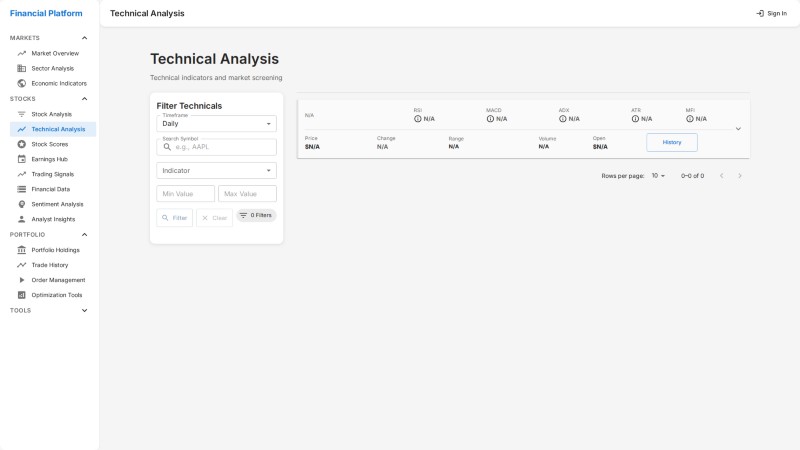 Financial Platform
Technical Analysis
Sign In
MARKETS
Market Overview
Sector Analysis
Economic Indicators
STOCKS
Stock Analysis
Technical Analysis
Stock Scores
Earnings Hub
Trading Signals
Financial Data
Sentiment Analysis
Analyst Insights
PORTFOLIO
Portfolio Holdings
Trade History
Order Management
Optimization Tools
TOOLS
Technical Analysis
Technical indicators and market screening
Filter Technicals
Timeframe
Daily
Search Symbol
e.g., AAPL
Indicator
Min Value Max Value
Filter Clear 0 Filters
RSI MACD ADX ATR MFI
N/A N/A N/A N/A N/A N/A
Price Change Range Volume Open
$N/A N/A N/A N/A $N/A
History
Rows per page: 10 0–0 of 0